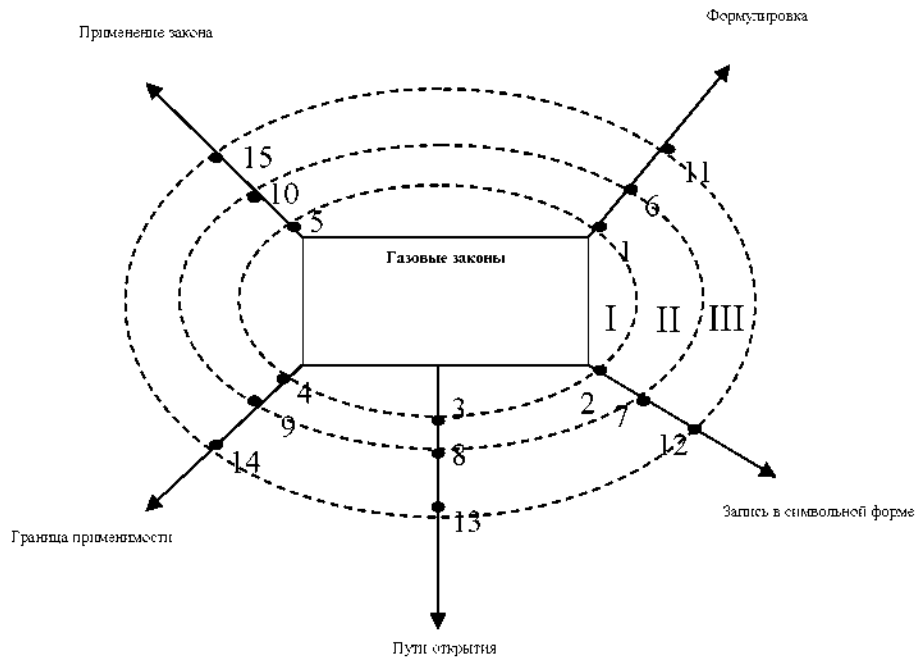 Применение закона
Формулировка
15
11
10
6
5
1
Газовые законы
I II III
4
3
2
7
9
8
12
14
13
Граница применимости
Запись в символьной форме
Пути открытия